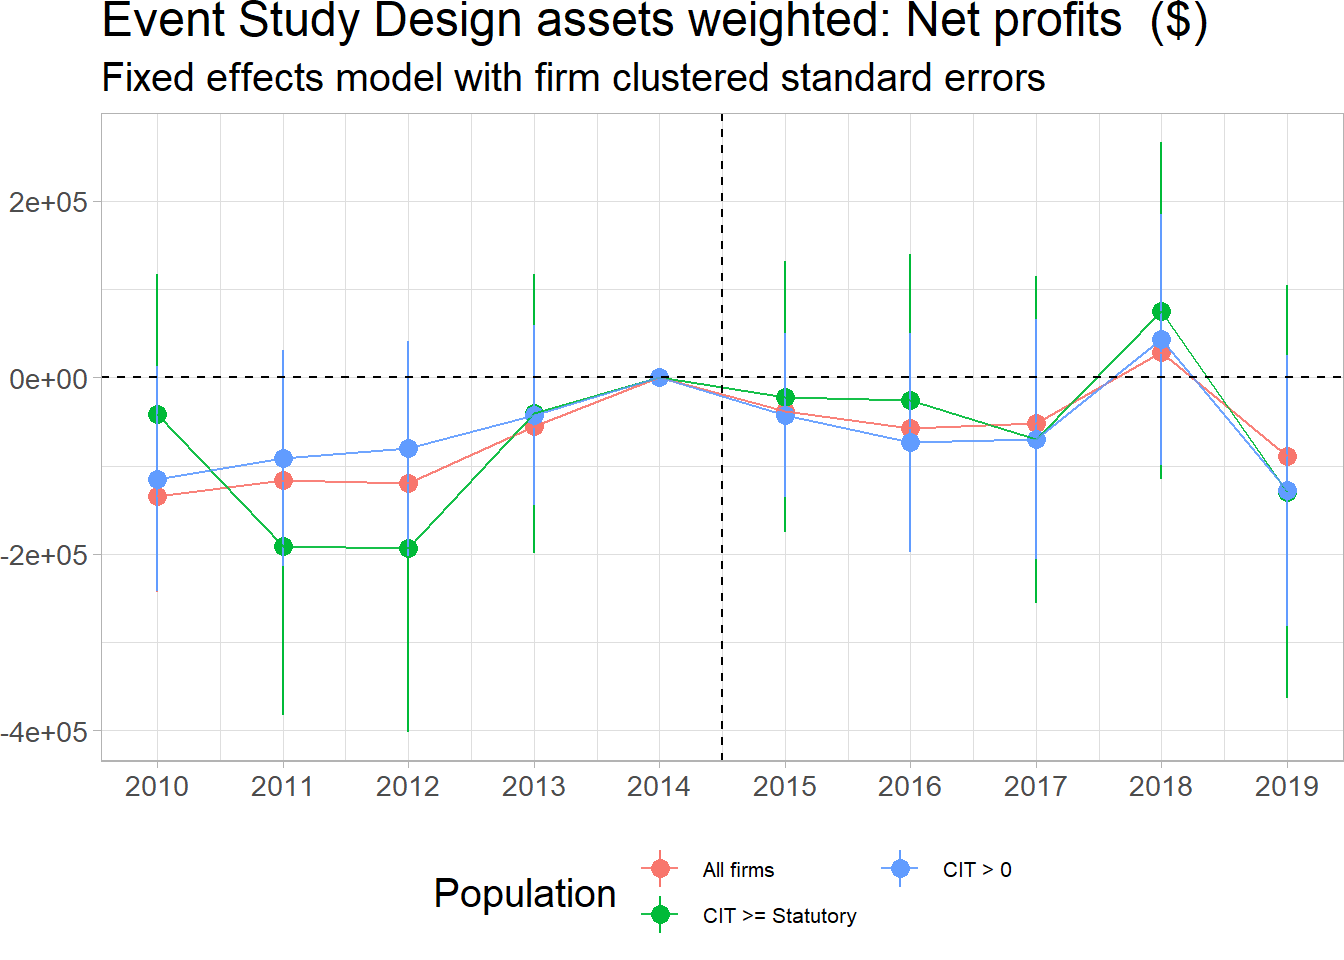 Event Study Design assets weighted: Net profits  ($)
Fixed effects model with firm clustered standard errors
2e+05
0e+00
-2e+05
-4e+05
2010 2011 2012 2013 2014 2015 2016 2017 2018 2019
Population
All firms
CIT >= Statutory
CIT > 0